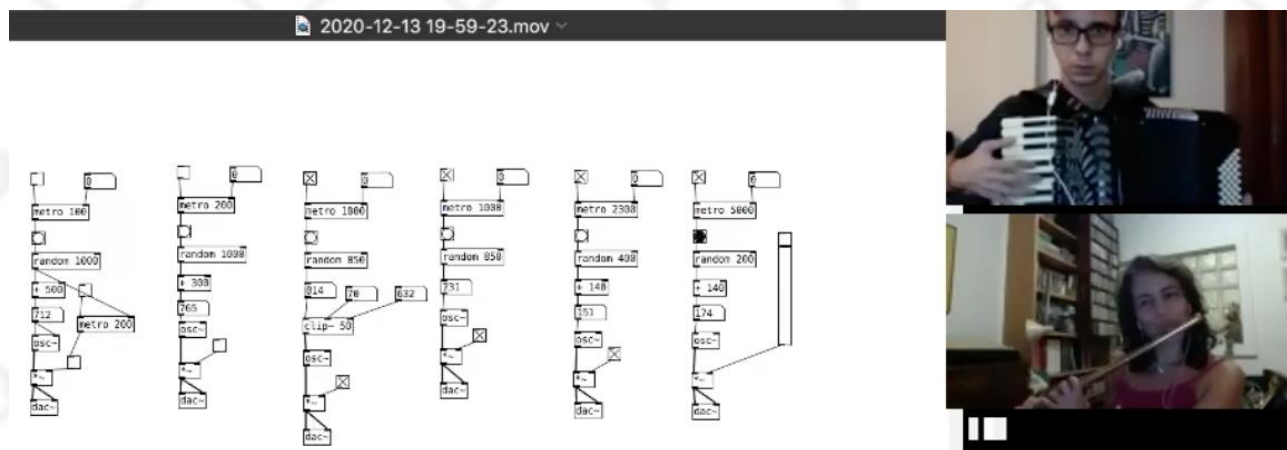 2020-12-13 19-59-23.mov
0
metro 100
random 1000
+ 500
712
metro 200
osc~
*~
dac~
0
metro 200
random 1000
+ 300
765
osc~
*~
dac~
0
metro 1000
random 850
814
70
632
clip~ 50
osc~
*~
dac~
0
metro 1000
random 850
231
osc~
*~
dac~
0
metro 2300
random 400
+ 140
151
osc~
*~
dac~
0
metro 5000
random 200
+ 140
174
osc~
*~
dac~